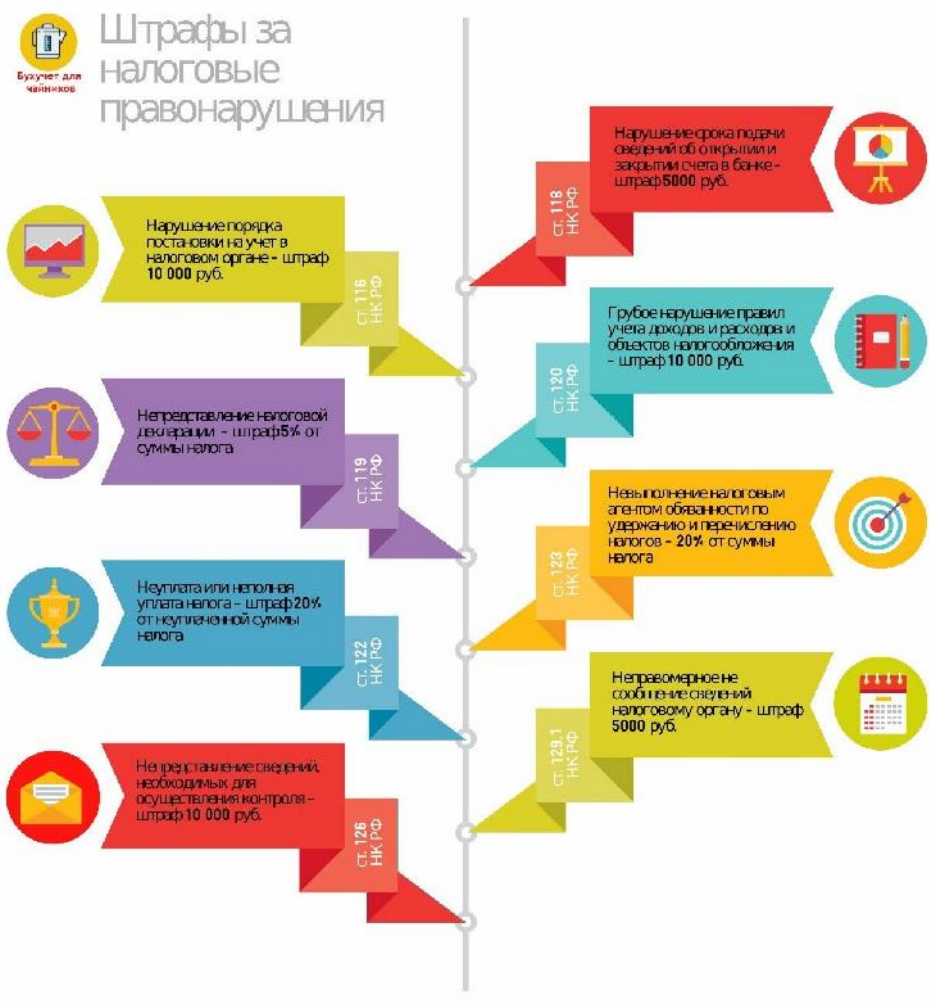 Бухучет для
чайников
Штрафы за
налоговые
правонарушения
Нарушение срока подачи
сведений об открытии и
закрытии счета в банке -
штраф 5000 руб.
ст. 118
НК РФ
Нарушение порядка
постановки на учет в
налоговом органе - штраф
10 000 руб.
ст. 116
НК РФ
Грубое нарушение правил
учета доходов и расходов и
объектов налогообложения
- штраф 10 000 руб.
ст. 120
НК РФ
Непредставление налоговой
декларации - штраф 5% от
суммы налога
ст. 119
НК РФ
Невыполнение налоговым
агентом обязанности по
удержанию и перечислению
налогов - 20% от суммы
налога
ст. 123
НК РФ
Неуплата или неполная
уплата налога - штраф 20%
от неуплаченной суммы
налога
ст. 122
НК РФ
Неправомерное не
сообщение сведений
налоговому органу - штраф
5000 руб.
ст. 129.1
НК РФ
Непредставление сведений,
необходимых для
осуществления контроля -
штраф 10 000 руб.
ст. 126
НК РФ